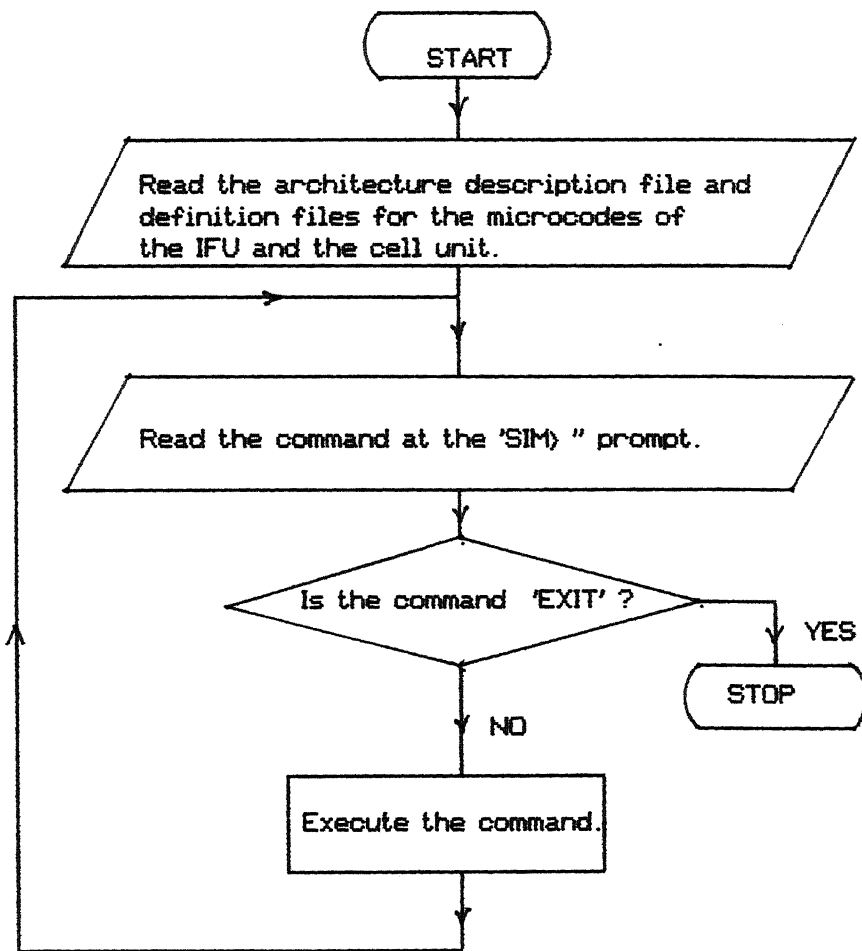 START
Read the architecture description file and
definition files for the microcodes of
the IFU and the cell unit.
Read the command at the 'SIM> " prompt.
Is the command 'EXIT' ?
YES
STOP
NO
Execute the command.